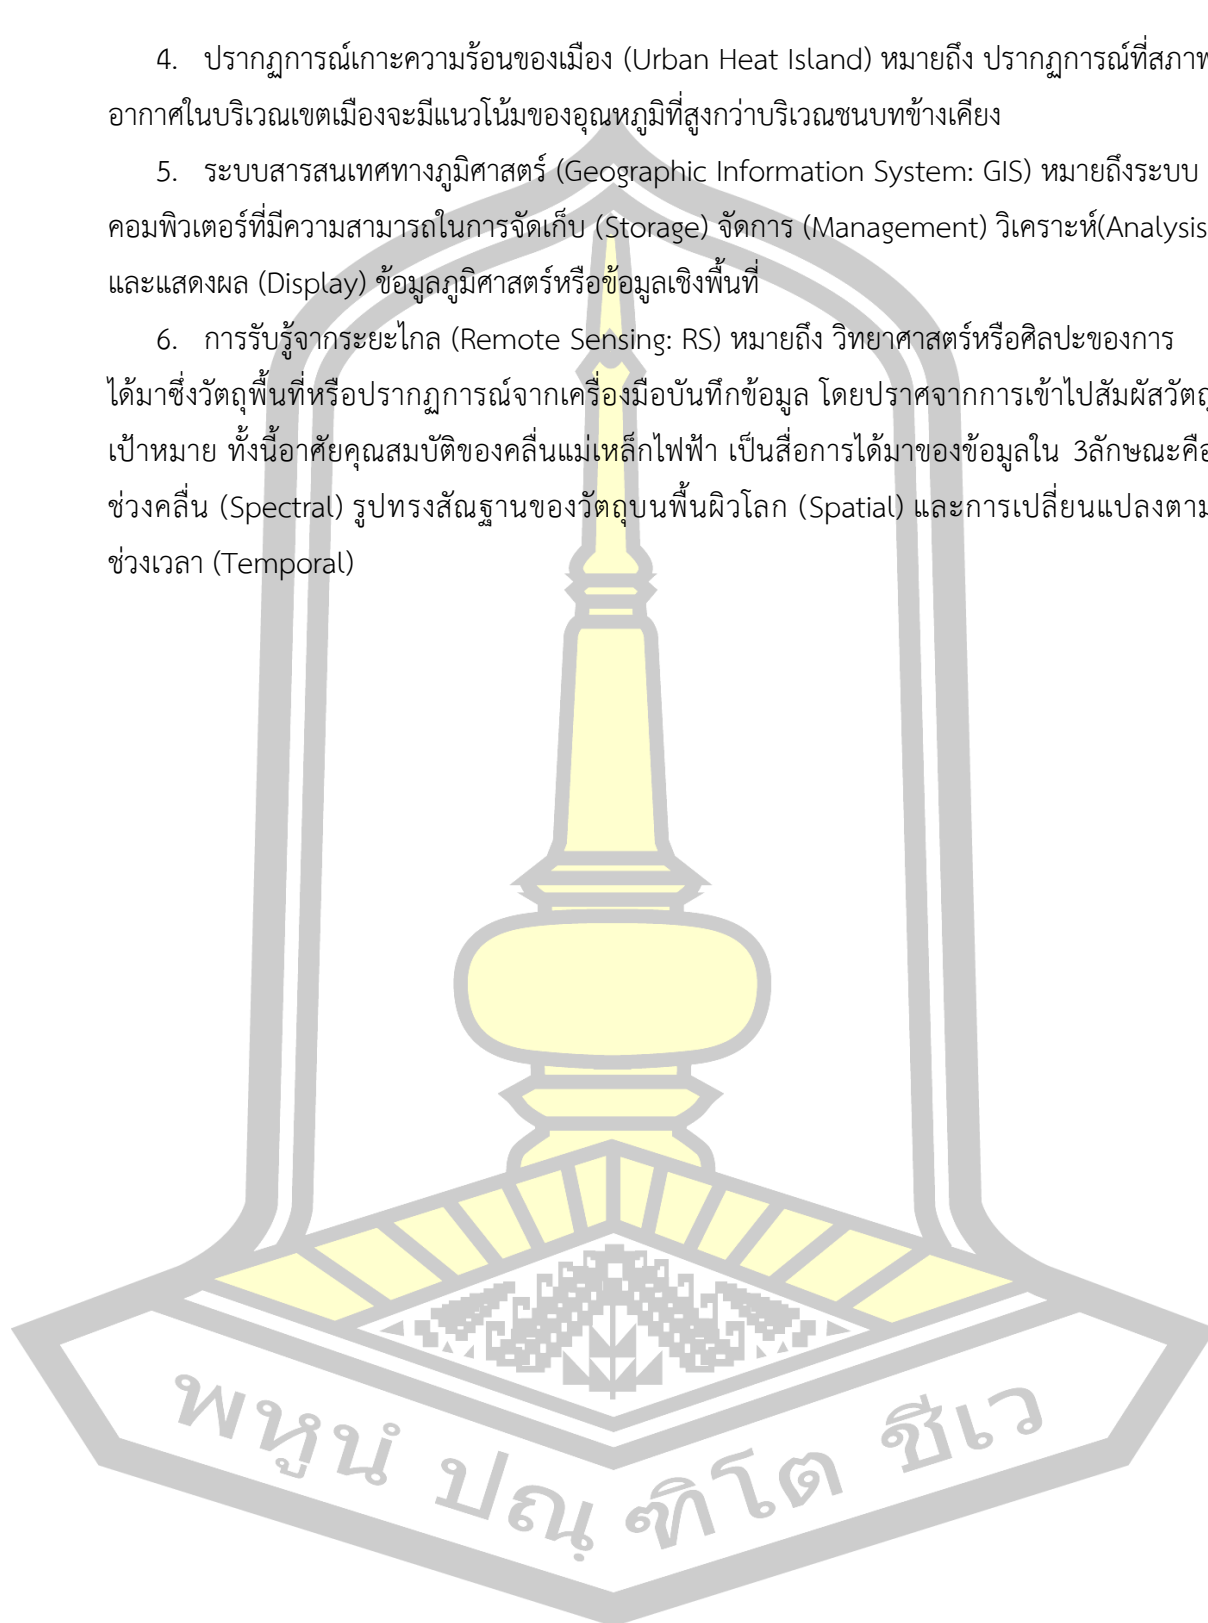 4. ปรากฏการณ์เกาะความร้อนของเมือง (Urban Heat Island) หมายถึง ปรากฏการณ์ที่สภาพ
อากาศในบริเวณเขตเมืองจะมีแนวโน้มของอุณหภูมิที่สูงกว่าบริเวณชนบทข้างเคียง
5. ระบบสารสนเทศทางภูมิศาสตร์ (Geographic Information System: GIS) หมายถึงระบบ
คอมพิวเตอร์ที่มีความสามารถในการจัดเก็บ (Storage) จัดการ (Management) วิเคราะห์(Analysis
และแสดงผล (Display) ข้อมูลภูมิศาสตร์หรือข้อมูลเชิงพื้นที่
6. การรับรู้จากระยะไกล (Remote Sensing: RS) หมายถึง วิทยาศาสตร์หรือศิลปะของการ
ได้มาซึ่งวัตถุพื้นที่หรือปรากฏการณ์จากเครื่องมือบันทึกข้อมูล โดยปราศจากการเข้าไปสัมผัสวัตถุ
เป้าหมาย ทั้งนี้อาศัยคุณสมบัติของคลื่นแม่เหล็กไฟฟ้า เป็นสื่อการได้มาของข้อมูลใน 3ลักษณะคือ
ช่วงคลื่น (Spectral) รูปทรงสัณฐานของวัตถุบนพื้นผิวโลก (Spatial) และการเปลี่ยนแปลงตาม
ช่วงเวลา (Temporal)
พหูนํ ปณฺ ฑิโต ชีเว